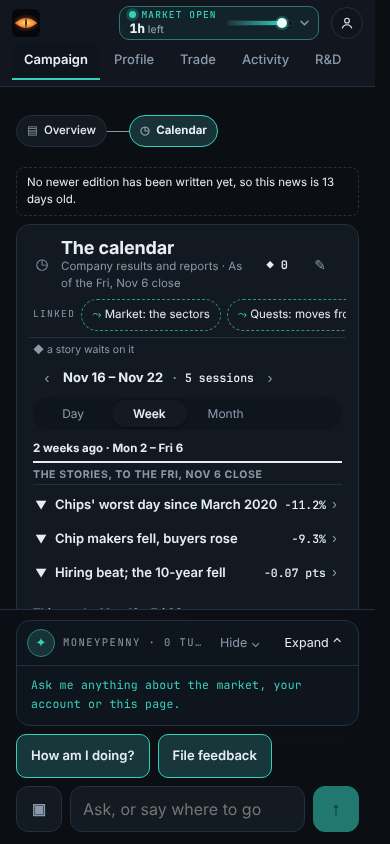 MARKET OPEN
1h left
Campaign Profile Trade Activity R&D
Overview Calendar
No newer edition has been written yet, so this news is 13
days old.
The calendar
Company results and reports · As
of the Fri, Nov 6 close
◆ 0
LINKED ⤳ Market: the sectors ⤳ Quests: moves fro
◆ a story waits on it
‹ Nov 16 – Nov 22 · 5 sessions ›
Day Week Month
2 weeks ago · Mon 2 – Fri 6
THE STORIES, TO THE FRI, NOV 6 CLOSE
▼ Chips' worst day since March 2020 -11.2% ›
▼ Chip makers fell, buyers rose -9.3% ›
▼ Hiring beat; the 10-year fell -0.07 pts ›
MONEYPENNY · 0 TU… Hide Expand
Ask me anything about the market, your
account or this page.
How am I doing? File feedback
Ask, or say where to go